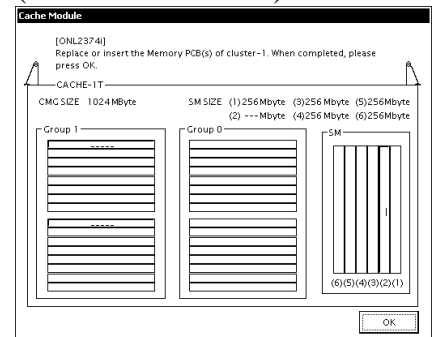 Cache Module
[ONL2374i]
Replace or insert the Memory PCB(s) of cluster-1. When completed, please
press OK.
CACHE-1T
CMG SIZE 1024 MByte
SM SIZE (1) 256 Mbyte (3) 256 Mbyte (5) 256Mbyte
(2) --- Mbyte (4) 256 Mbyte (6) 256Mbyte
Group 1
Group 0
SM
-----
-----
(6)(5)(4)(3)(2)(1)
OK